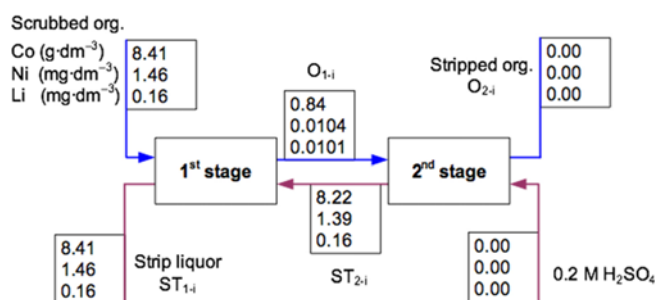 Scrubbed org.
Co (g·dm⁻³) 8.41
Ni (mg·dm⁻³) 1.46
Li (mg·dm⁻³) 0.16
O₁₋ᵢ
0.84
0.0104
0.0101
Stripped org.
O₂₋ᵢ
0.00
0.00
0.00
1ˢᵗ stage
2ⁿᵈ stage
8.22
1.39
0.16
ST₂₋ᵢ
8.41
1.46
0.16
Strip liquor
ST₁₋ᵢ
0.00
0.00
0.00
0.2 M H₂SO₄